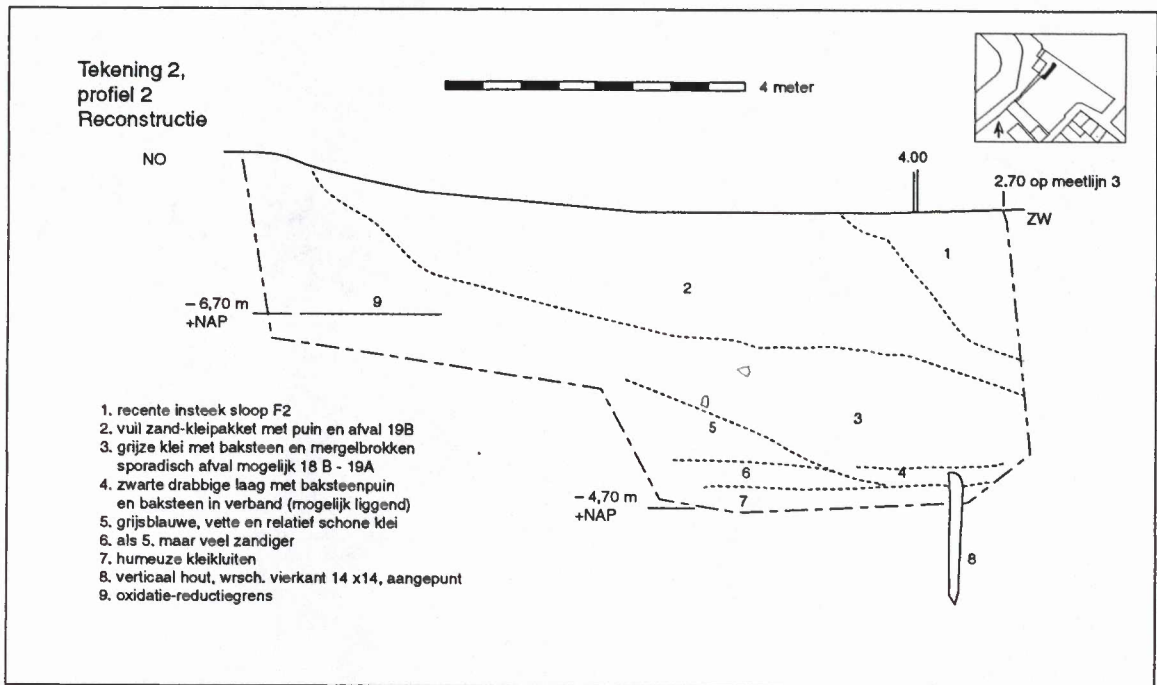 Tekening 2,
profiel 2
Reconstructie
4 meter
NO
4.00
2.70 op meetlijn 3
ZW
1
2
9
– 6,70 m
+NAP
3
5
6
4
7
– 4,70 m
+NAP
8
1. recente insteek sloop F2
2. vuil zand-kleipakket met puin en afval 19B
3. grijze klei met baksteen en mergelbrokken
sporadisch afval mogelijk 18 B - 19A
4. zwarte drabbige laag met baksteenpuin
en baksteen in verband (mogelijk liggend)
5. grijsblauwe, vette en relatief schone klei
6. als 5, maar veel zandiger
7. humeuze kleikluiten
8. verticaal hout, wrsch. vierkant 14 x14, aangepunt
9. oxidatie-reductiegrens